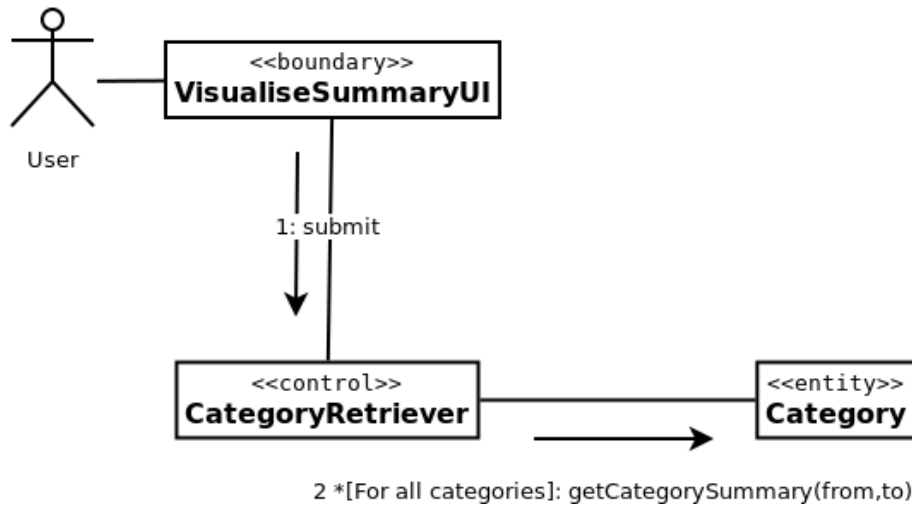 <<boundary>>
VisualiseSummaryUI
User
1: submit
<<control>>
CategoryRetriever
<<entity>>
Category
2 *[For all categories]: getCategorySummary(from,to)